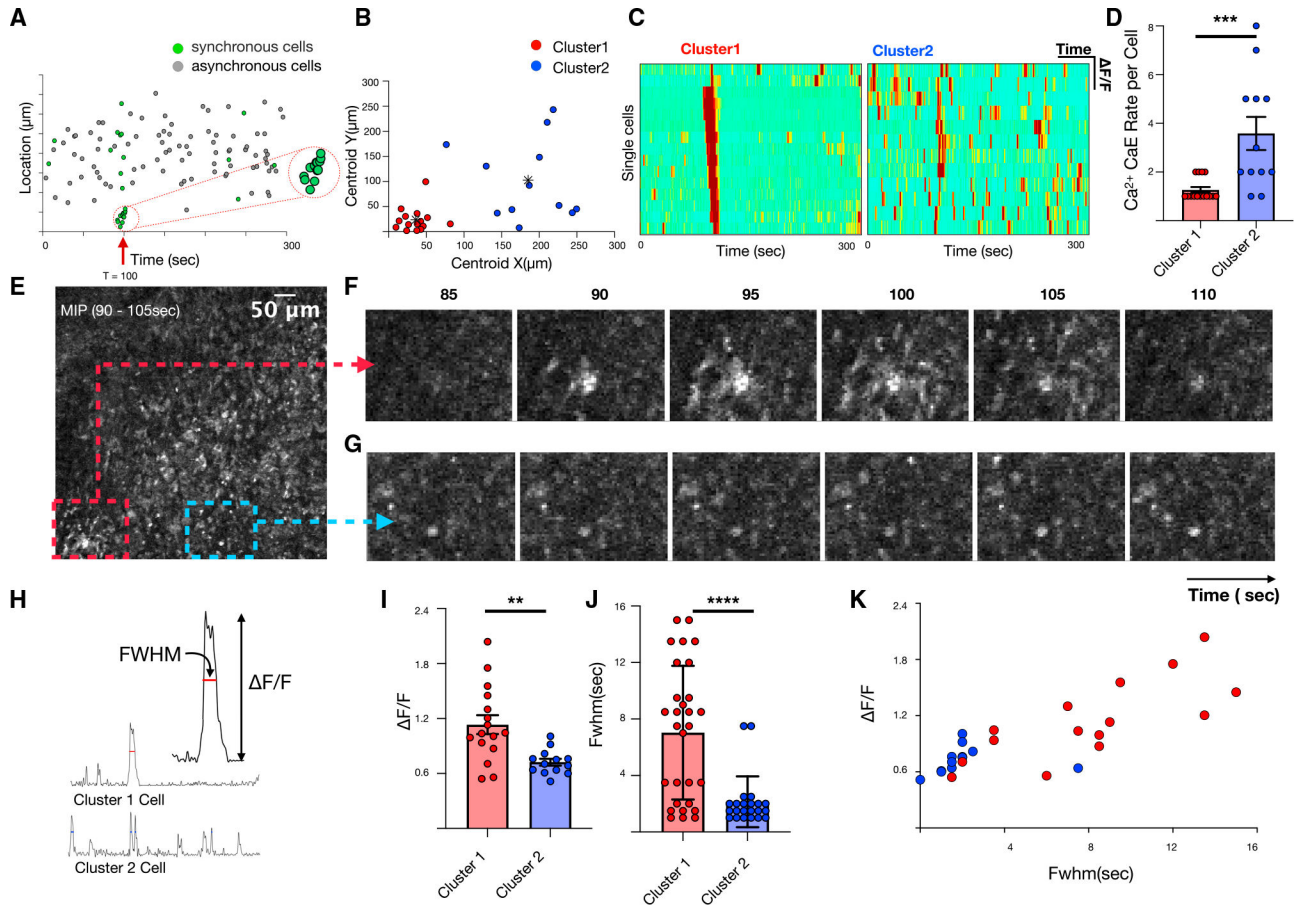 A
synchronous cells
asynchronous cells
Location (µm)
0
300
Time (sec)
T = 100
B
Cluster1
Cluster2
Centroid Y(µm)
300
250
200
150
100
50
50
100
150
200
250
300
Centroid X(µm)
C
Cluster1
Cluster2
Time
ΔF/F
Single cells
0
300
0
300
Time (sec)
Time (sec)
D
***
Ca²⁺ CaE Rate per Cell
8
6
4
2
0
Cluster 1
Cluster 2
E
MIP (90 - 105sec)
50 µm
F
85
90
95
100
105
110
G
Time ( sec)
H
FWHM
ΔF/F
Cluster 1 Cell
Cluster 2 Cell
I
**
ΔF/F
2.4
1.8
1.2
0.6
Cluster 1
Cluster 2
J
****
Fwhm(sec)
16
12
8
4
Cluster 1
Cluster 2
K
ΔF/F
2.4
1.8
1.2
0.6
4
8
12
16
Fwhm(sec)